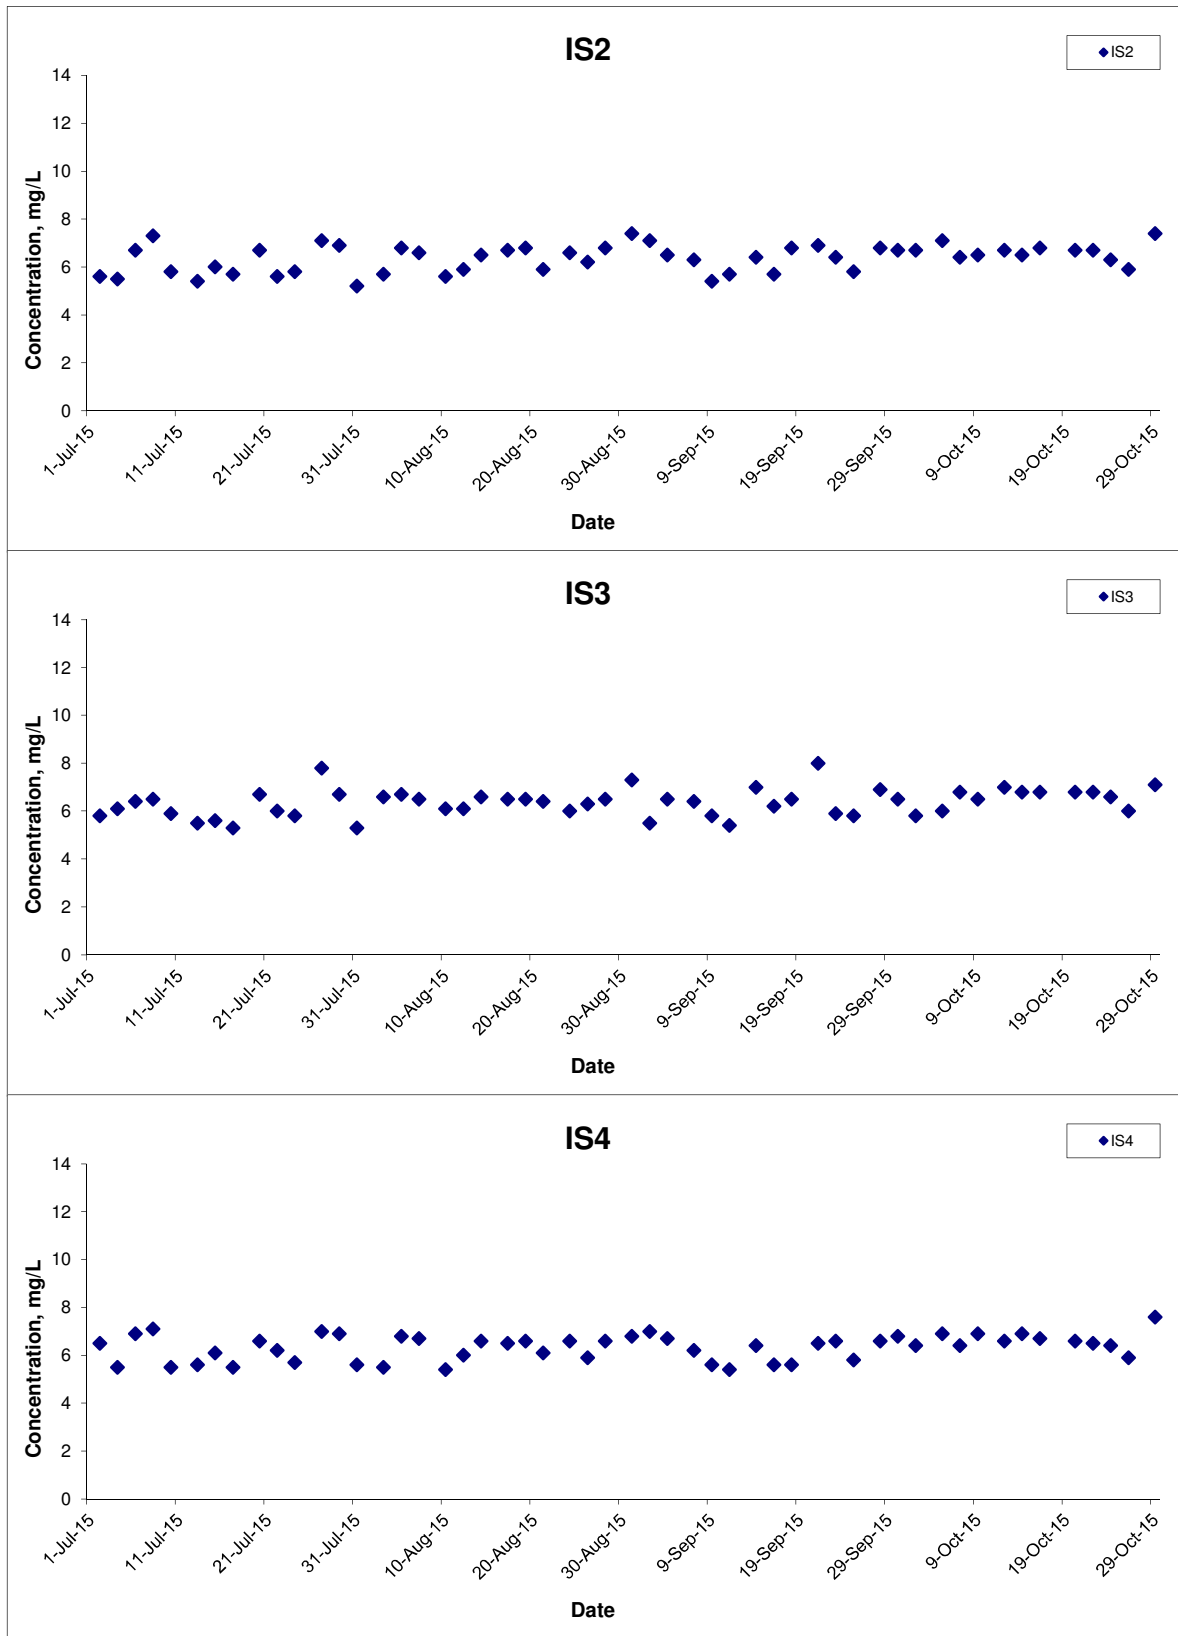 IS2
IS2
14
12
10
8
6
4
2
0
Concentration, mg/L
1-Jul-15
11-Jul-15
21-Jul-15
31-Jul-15
10-Aug-15
20-Aug-15
30-Aug-15
9-Sep-15
19-Sep-15
29-Sep-15
9-Oct-15
19-Oct-15
29-Oct-15
Date
IS3
IS3
14
12
10
8
6
4
2
0
Concentration, mg/L
1-Jul-15
11-Jul-15
21-Jul-15
31-Jul-15
10-Aug-15
20-Aug-15
30-Aug-15
9-Sep-15
19-Sep-15
29-Sep-15
9-Oct-15
19-Oct-15
29-Oct-15
Date
IS4
IS4
14
12
10
8
6
4
2
0
Concentration, mg/L
1-Jul-15
11-Jul-15
21-Jul-15
31-Jul-15
10-Aug-15
20-Aug-15
30-Aug-15
9-Sep-15
19-Sep-15
29-Sep-15
9-Oct-15
19-Oct-15
29-Oct-15
Date